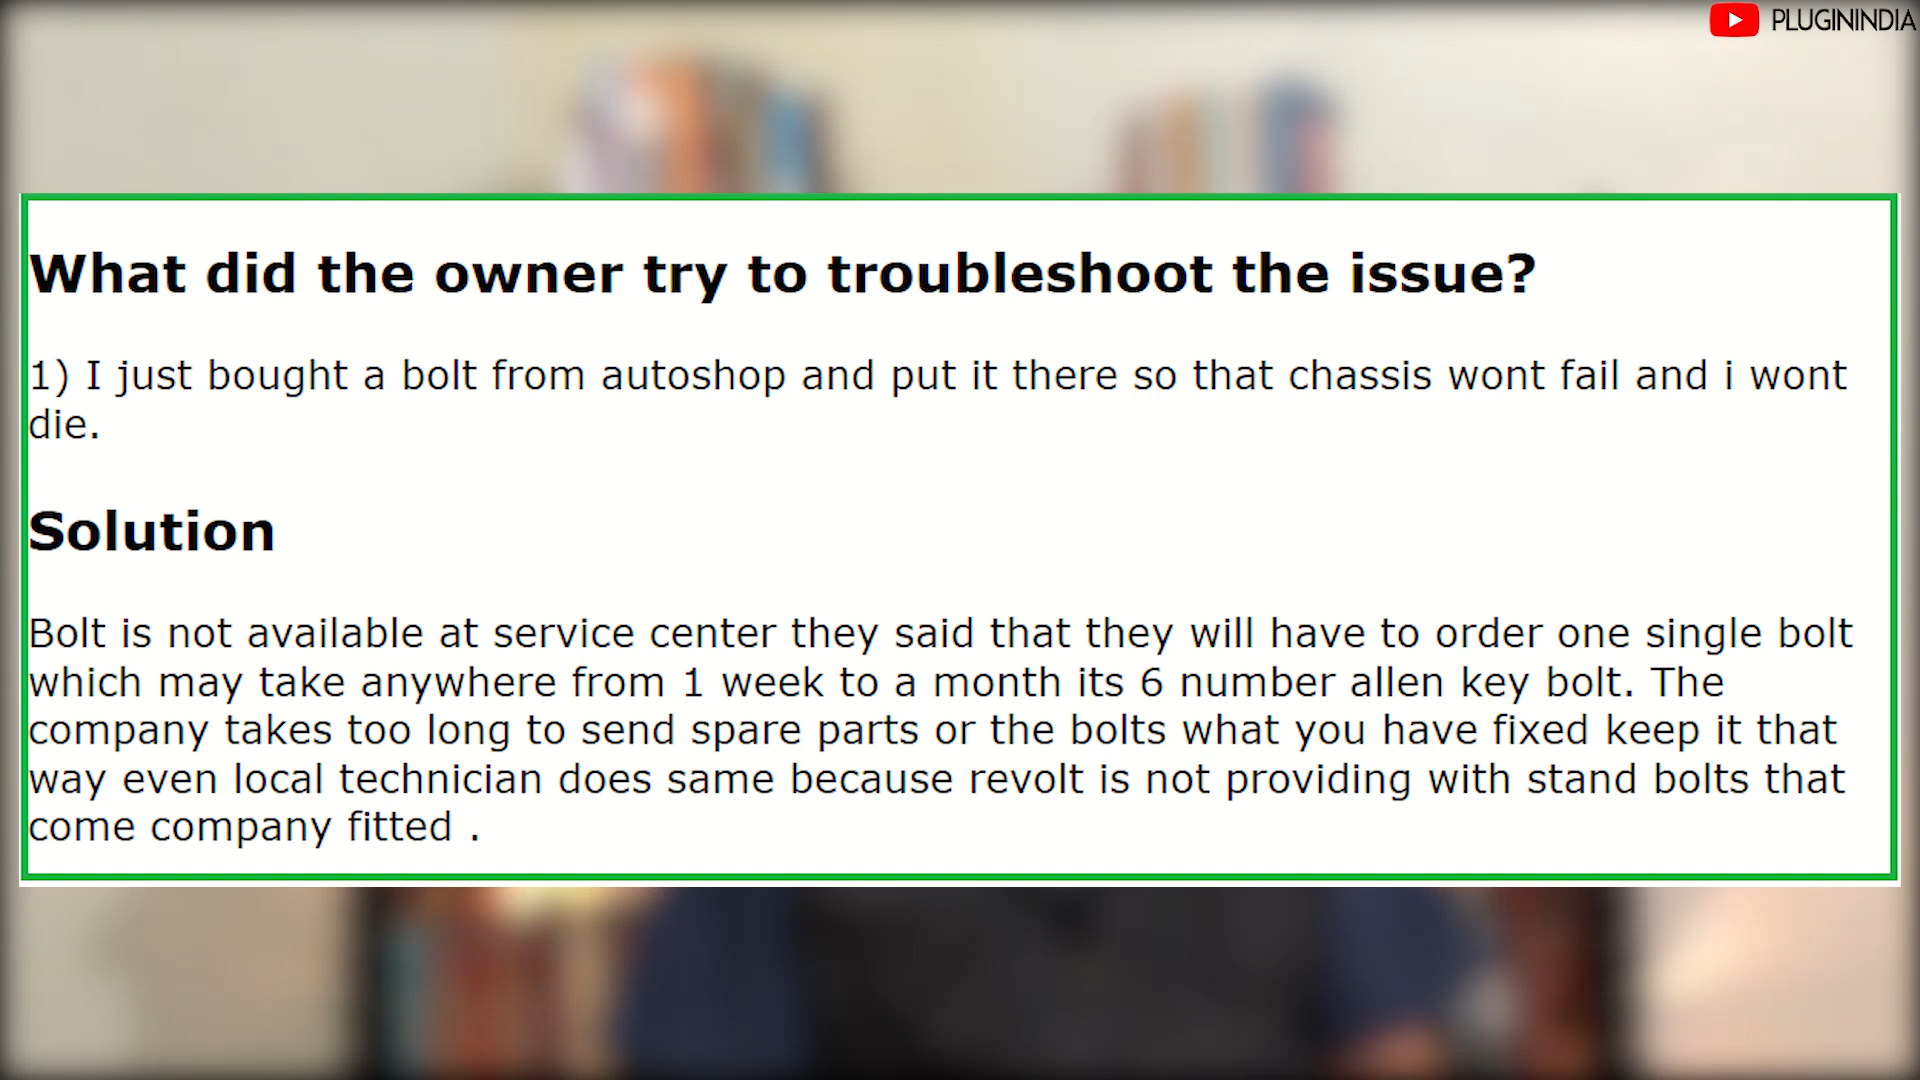 PLUGININDIA
What did the owner try to troubleshoot the issue?
1) I just bought a bolt from autoshop and put it there so that chassis wont fail and i wont
die.
Solution
Bolt is not available at service center they said that they will have to order one single bolt
which may take anywhere from 1 week to a month its 6 number allen key bolt. The
company takes too long to send spare parts or the bolts what you have fixed keep it that
way even local technician does same because revolt is not providing with stand bolts that
come company fitted .